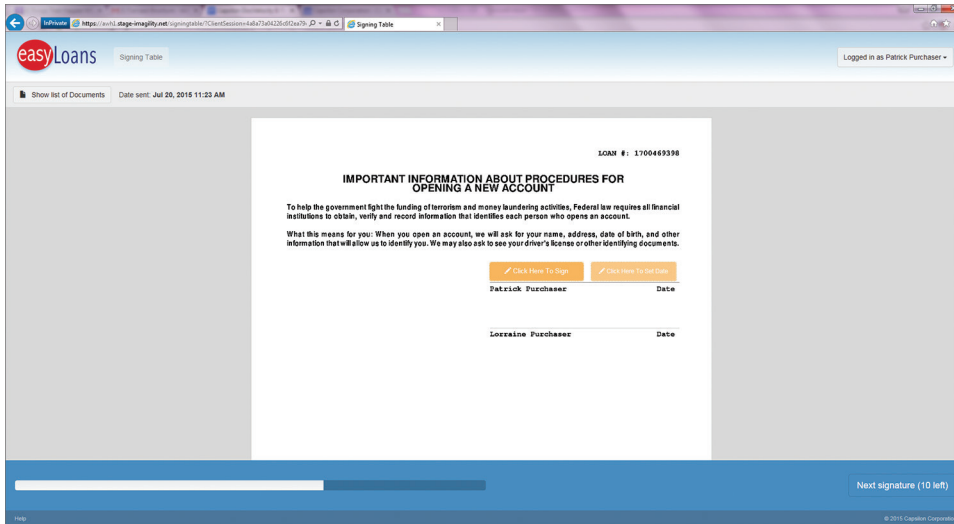 InPrivate
https://awh1.stage-imagility.net/signingtable/?ClientSession=4a8a73a04226c
Signing Table
easyLoans
Signing Table
Logged in as Patrick Purchaser
Show list of Documents
Date sent: Jul 20, 2015 11:23 AM
LOAN #: 1700469398
IMPORTANT INFORMATION ABOUT PROCEDURES FOR
OPENING A NEW ACCOUNT
To help the government fight the funding of terrorism and money laundering activities, Federal law requires all financial
institutions to obtain, verify and record information that identifies each person who opens an account.
What this means for you: When you open an account, we will ask for your name, address, date of birth, and other
information that will allow us to identify you. We may also ask to see your driver's license or other identifying documents.
Click Here To Sign
Click Here To Set Date
Patrick Purchaser Date
Lorraine Purchaser Date
Next signature (10 left)
Help
© 2015 Capsilon